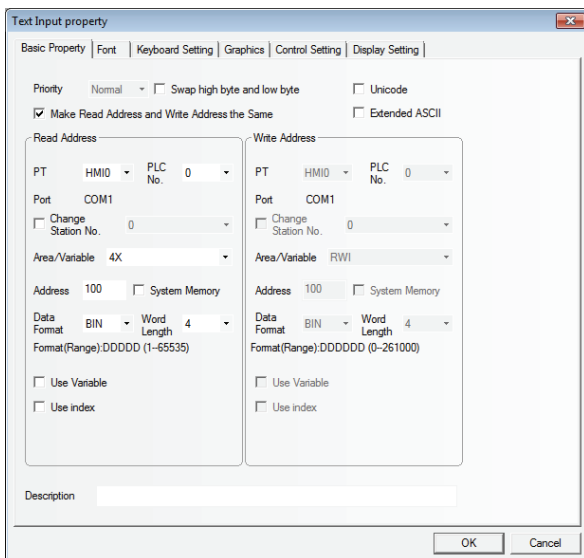 Text Input property
Basic Property Font Keyboard Setting Graphics Control Setting Display Setting
Priority Normal Swap high byte and low byte Unicode
Make Read Address and Write Address the Same Extended ASCII
Read Address
PT HMI0 PLC No. 0
Port COM1
Change Station No. 0
Area/Variable 4X
Address 100 System Memory
Data Format BIN Word Length 4
Format(Range):DDDDD (1--65535)
Use Variable
Use index
Write Address
PT HMI0 PLC No. 0
Port COM1
Change Station No. 0
Area/Variable RWI
Address 100 System Memory
Data Format BIN Word Length 4
Format(Range):DDDDDD (0--261000)
Use Variable
Use index
Description
OK Cancel